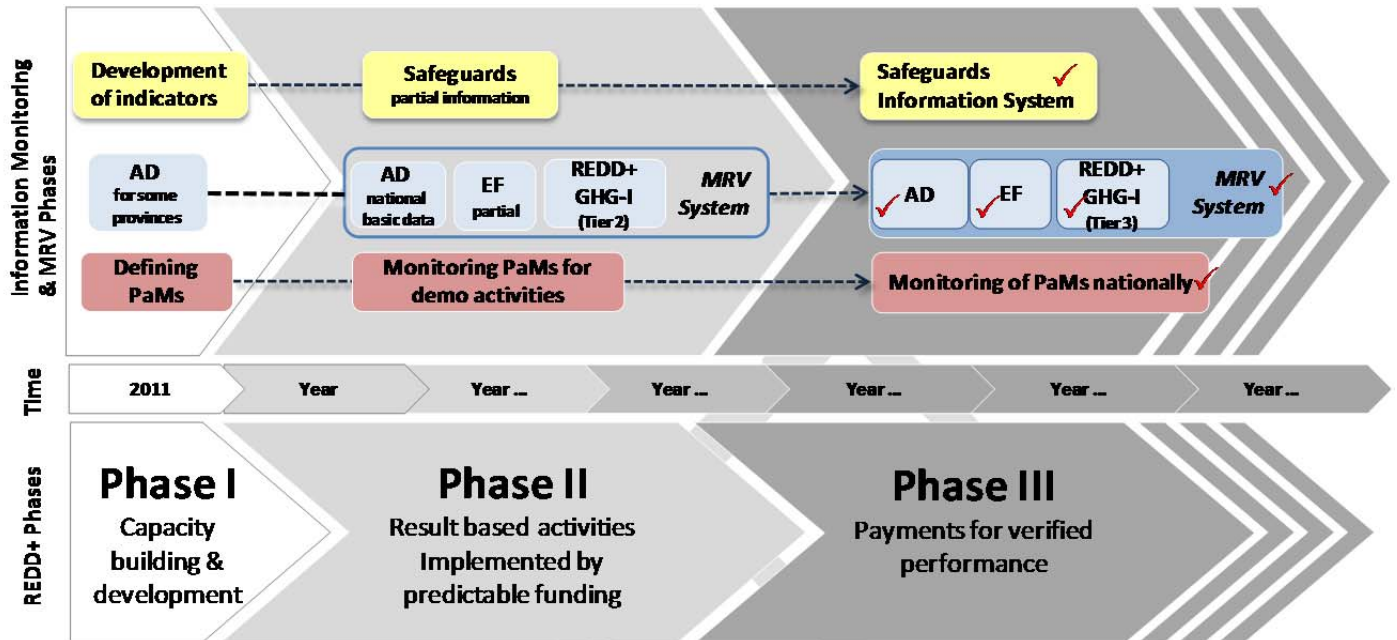 Information Monitoring
& MRV Phases
Development
of indicators
Safeguards
partial information
Safeguards
Information System
AD
for some
provinces
AD
national
basic data
EF
partial
REDD+
GHG-I
(Tier2)
MRV
System
AD
EF
REDD+
GHG-I
(Tier3)
MRV
System
Defining
PaMs
Monitoring PaMs for
demo activities
Monitoring of PaMs nationally
Time
2011
Year
Year ...
Year ...
Year ...
Year ...
Year ...
REDD+ Phases
Phase I
Capacity
building &
development
Phase II
Result based activities
Implemented by
predictable funding
Phase III
Payments for verified
performance